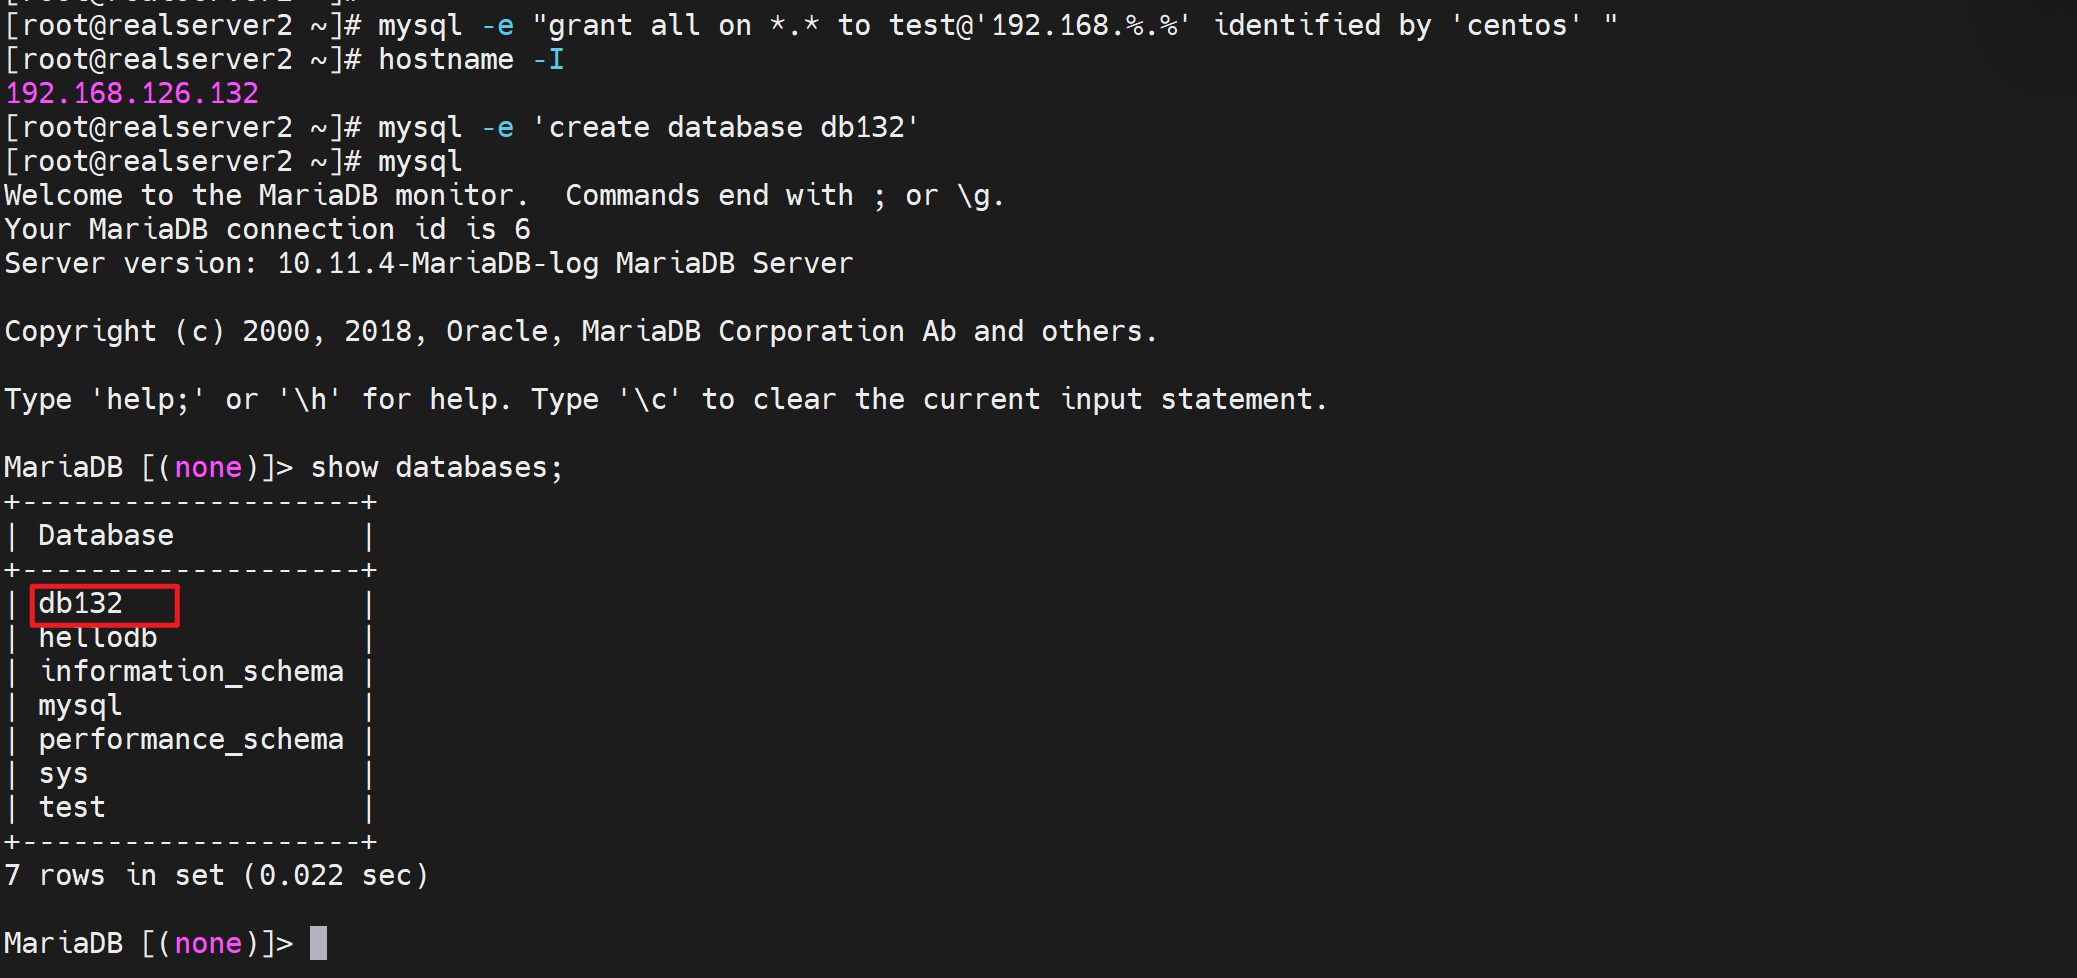 [root@realserver2 ~]#
[root@realserver2 ~]# mysql -e "grant all on *.* to test@'192.168.%.%' identified by 'centos' "
[root@realserver2 ~]# hostname -I
192.168.126.132
[root@realserver2 ~]# mysql -e 'create database db132'
[root@realserver2 ~]# mysql
Welcome to the MariaDB monitor.  Commands end with ; or \g.
Your MariaDB connection id is 6
Server version: 10.11.4-MariaDB-log MariaDB Server

Copyright (c) 2000, 2018, Oracle, MariaDB Corporation Ab and others.

Type 'help;' or '\h' for help. Type '\c' to clear the current input statement.

MariaDB [(none)]> show databases;
+--------------------+
| Database           |
+--------------------+
| db132              |
| hellodb            |
| information_schema |
| mysql              |
| performance_schema |
| sys                |
| test               |
+--------------------+
7 rows in set (0.022 sec)

MariaDB [(none)]>